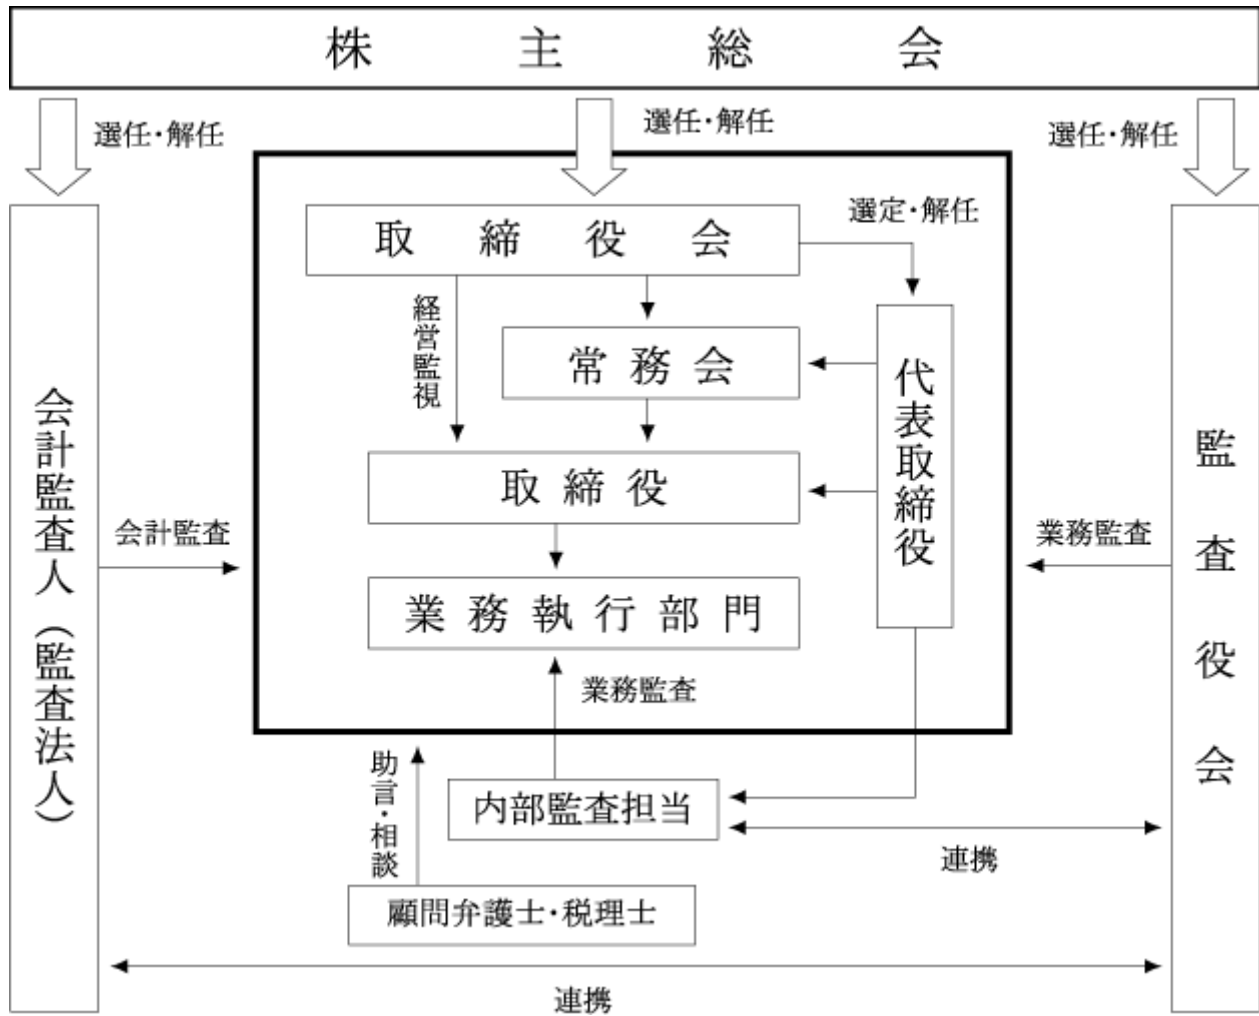 株主総会
選任・解任
選任・解任
選任・解任
取締役会
選定・解任
経営監視
常務会
代表取締役
取締役
業務執行部門
会計監査人（監査法人）
会計監査
監査役会
業務監査
業務監査
助言・相談
内部監査担当
連携
顧問弁護士・税理士
連携